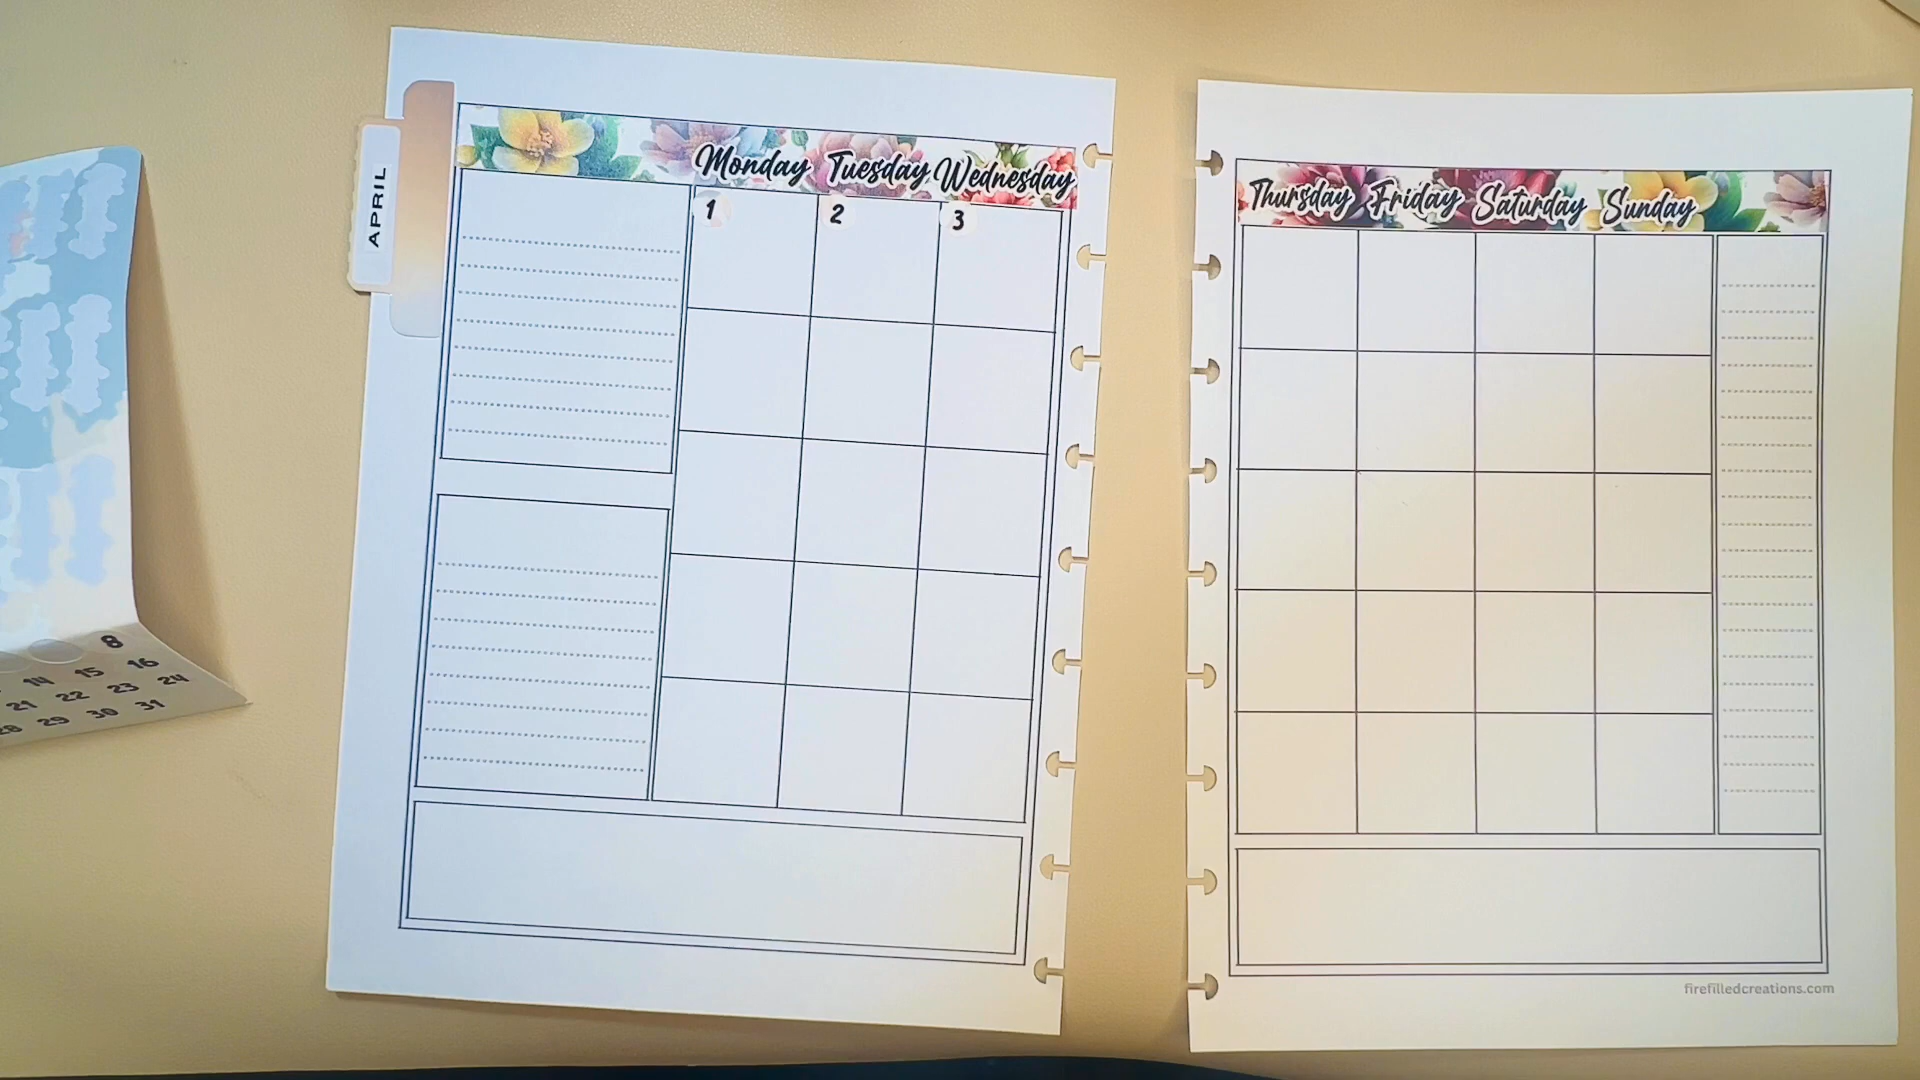 APRIL
Monday Tuesday Wednesday
1 2 3
Thursday Friday Saturday Sunday
8
14 15 16
21 22 23 24
28 29 30 31
firefilledcreations.com